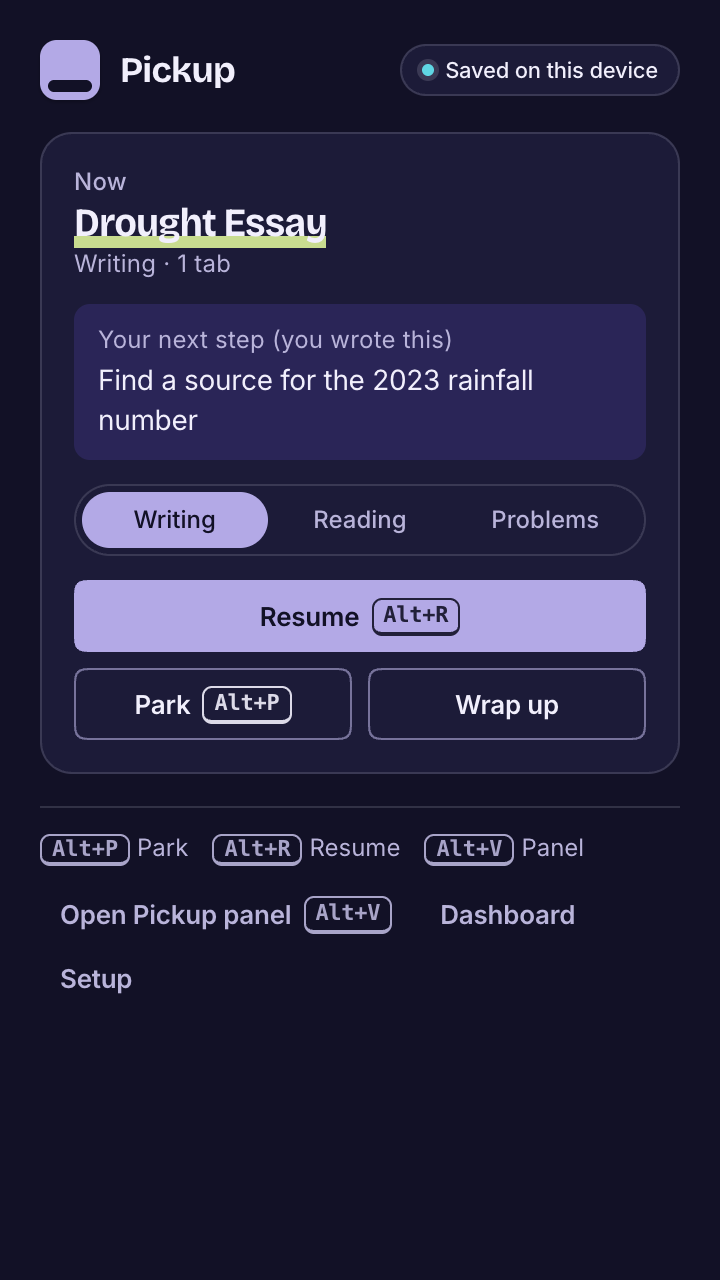 Pickup
Saved on this device
Now
Drought Essay
Writing · 1 tab
Your next step (you wrote this)
Find a source for the 2023 rainfall
number
Writing Reading Problems
Resume Alt+R
Park Alt+P Wrap up
Alt+P Park Alt+R Resume Alt+V Panel
Open Pickup panel Alt+V Dashboard
Setup